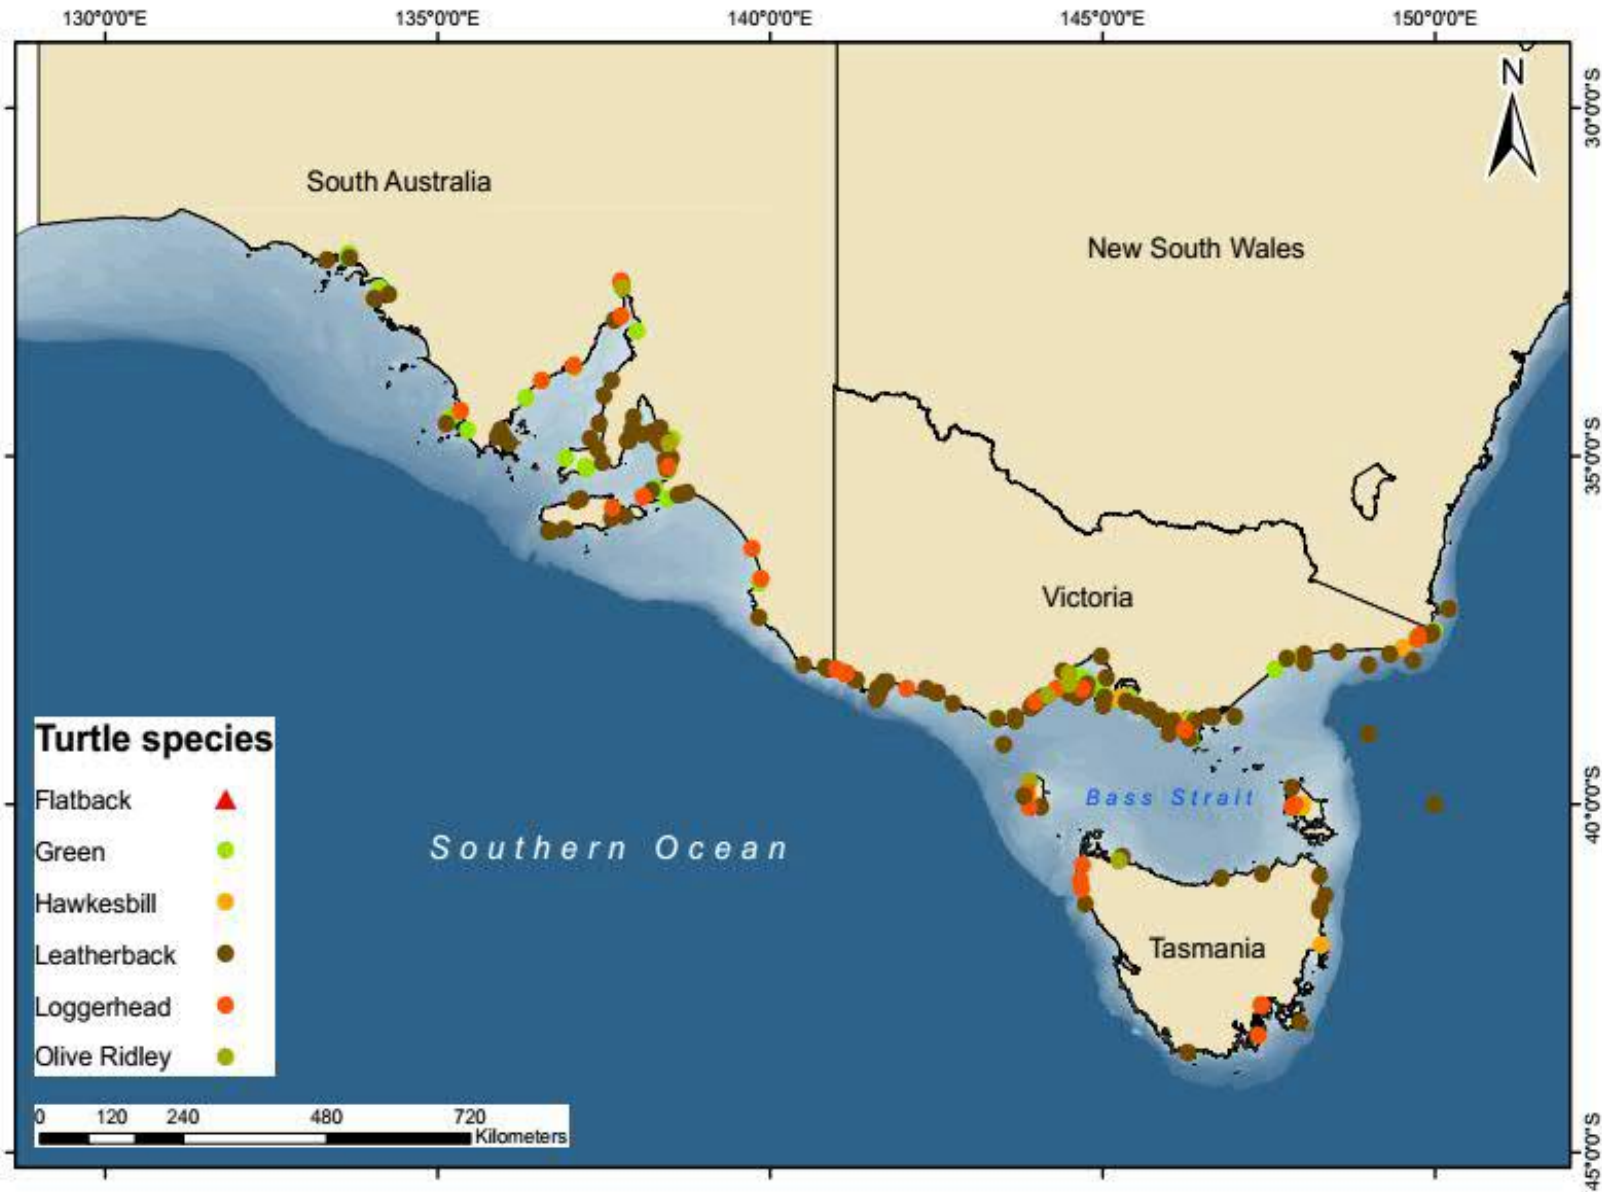 130°0'0"E 135°0'0"E 140°0'0"E 145°0'0"E 150°0'0"E
N
30°0'0"S
South Australia
New South Wales
35°0'0"S
Victoria
Turtle species
Flatback
Green
Hawkesbill
Leatherback
Loggerhead
Olive Ridley
Bass Strait
40°0'0"S
Southern Ocean
Tasmania
0 120 240 480 720
Kilometers
45°0'0"S